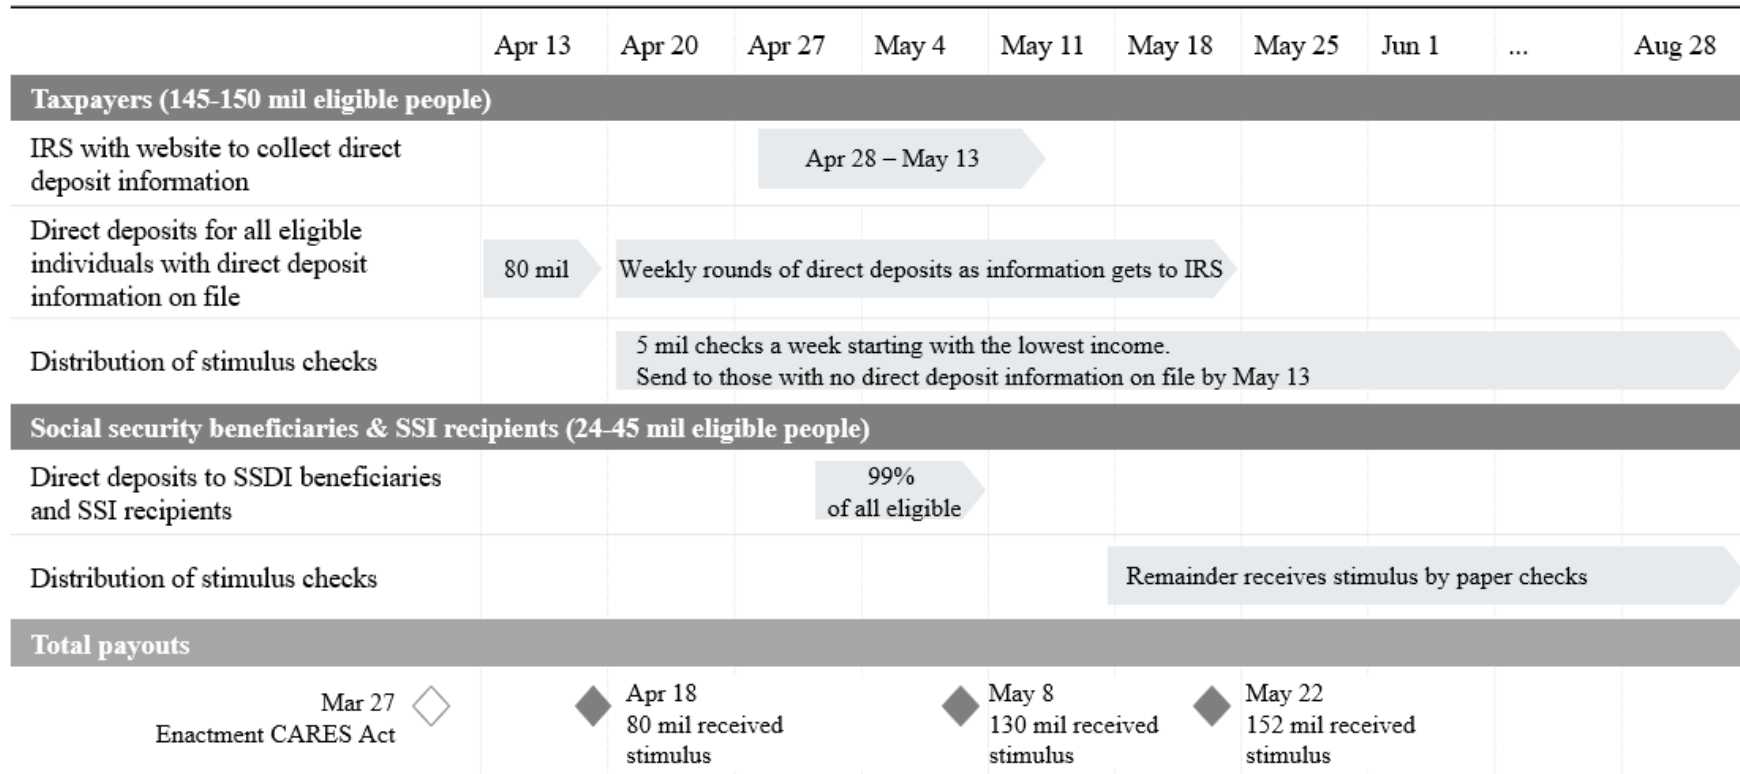 Apr 13 Apr 20 Apr 27 May 4 May 11 May 18 May 25 Jun 1 ... Aug 28
Taxpayers (145-150 mil eligible people)
IRS with website to collect direct
deposit information
Apr 28 – May 13
Direct deposits for all eligible
individuals with direct deposit
information on file
80 mil
Weekly rounds of direct deposits as information gets to IRS
Distribution of stimulus checks
5 mil checks a week starting with the lowest income.
Send to those with no direct deposit information on file by May 13
Social security beneficiaries & SSI recipients (24-45 mil eligible people)
Direct deposits to SSDI beneficiaries
and SSI recipients
99%
of all eligible
Distribution of stimulus checks
Remainder receives stimulus by paper checks
Total payouts
Mar 27
Enactment CARES Act
Apr 18
80 mil received
stimulus
May 8
130 mil received
stimulus
May 22
152 mil received
stimulus